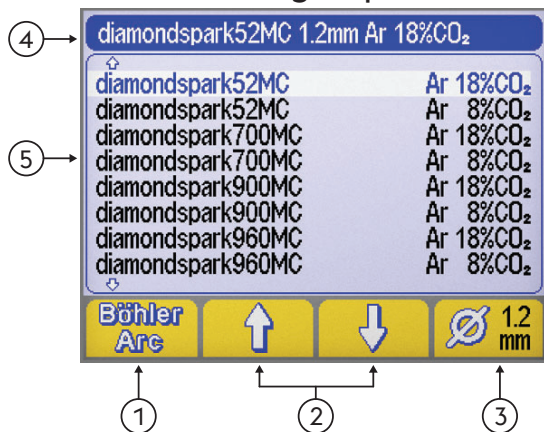 ④ diamondspark52MC 1.2mm Ar 18%CO₂
diamondspark52MC Ar 18%CO₂
diamondspark52MC Ar 8%CO₂
diamondspark700MC Ar 18%CO₂
⑤ diamondspark700MC Ar 8%CO₂
diamondspark900MC Ar 18%CO₂
diamondspark900MC Ar 8%CO₂
diamondspark960MC Ar 18%CO₂
diamondspark960MC Ar 8%CO₂
Böhler
Arc
Ø 1.2
mm
① ② ③